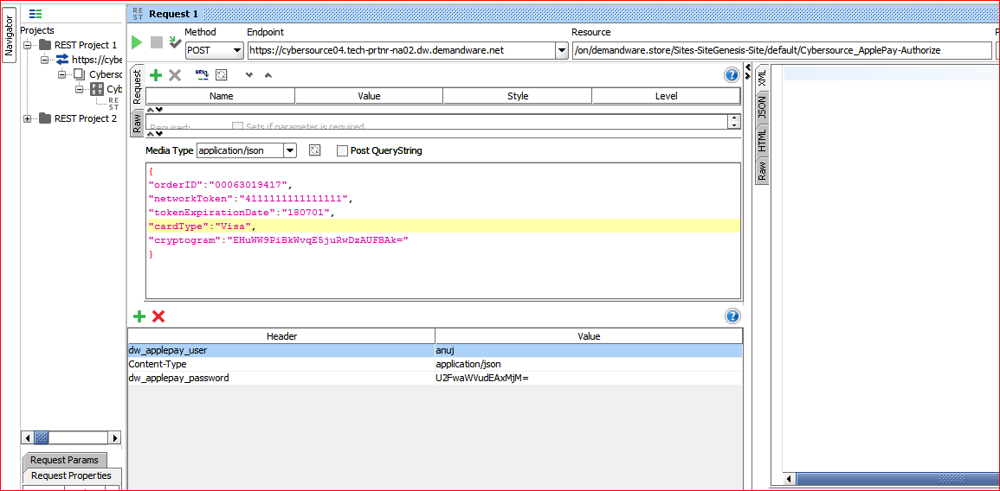 Navigator
Projects
REST Project 1
https://cybe
Cybersc
POST
Cyb
REST
REST Project 2
Request Params
Request Properties
REST
Request 1
Method
Endpoint
Resource
POST
https://cybersource04.tech-prtnr-na02.dw.demandware.net
/on/demandware.store/Sites-SiteGenesis-Site/default/Cybersource_ApplePay-Authorize
Request
Raw
Name Value Style Level
Required: Sets if parameter is required
Media Type application/json Post QueryString
{
"orderID":"00063019417",
"networkToken":"4111111111111111",
"tokenExpirationDate":"180701",
"cardType":"Visa",
"cryptogram":"EHuWW9PiBkWvqE5juRwDzAUFBAk="
}
Header Value
dw_applepay_user anuj
Content-Type application/json
dw_applepay_password U2FwaWVudEAxMjM=
XML
JSON
HTML
Raw